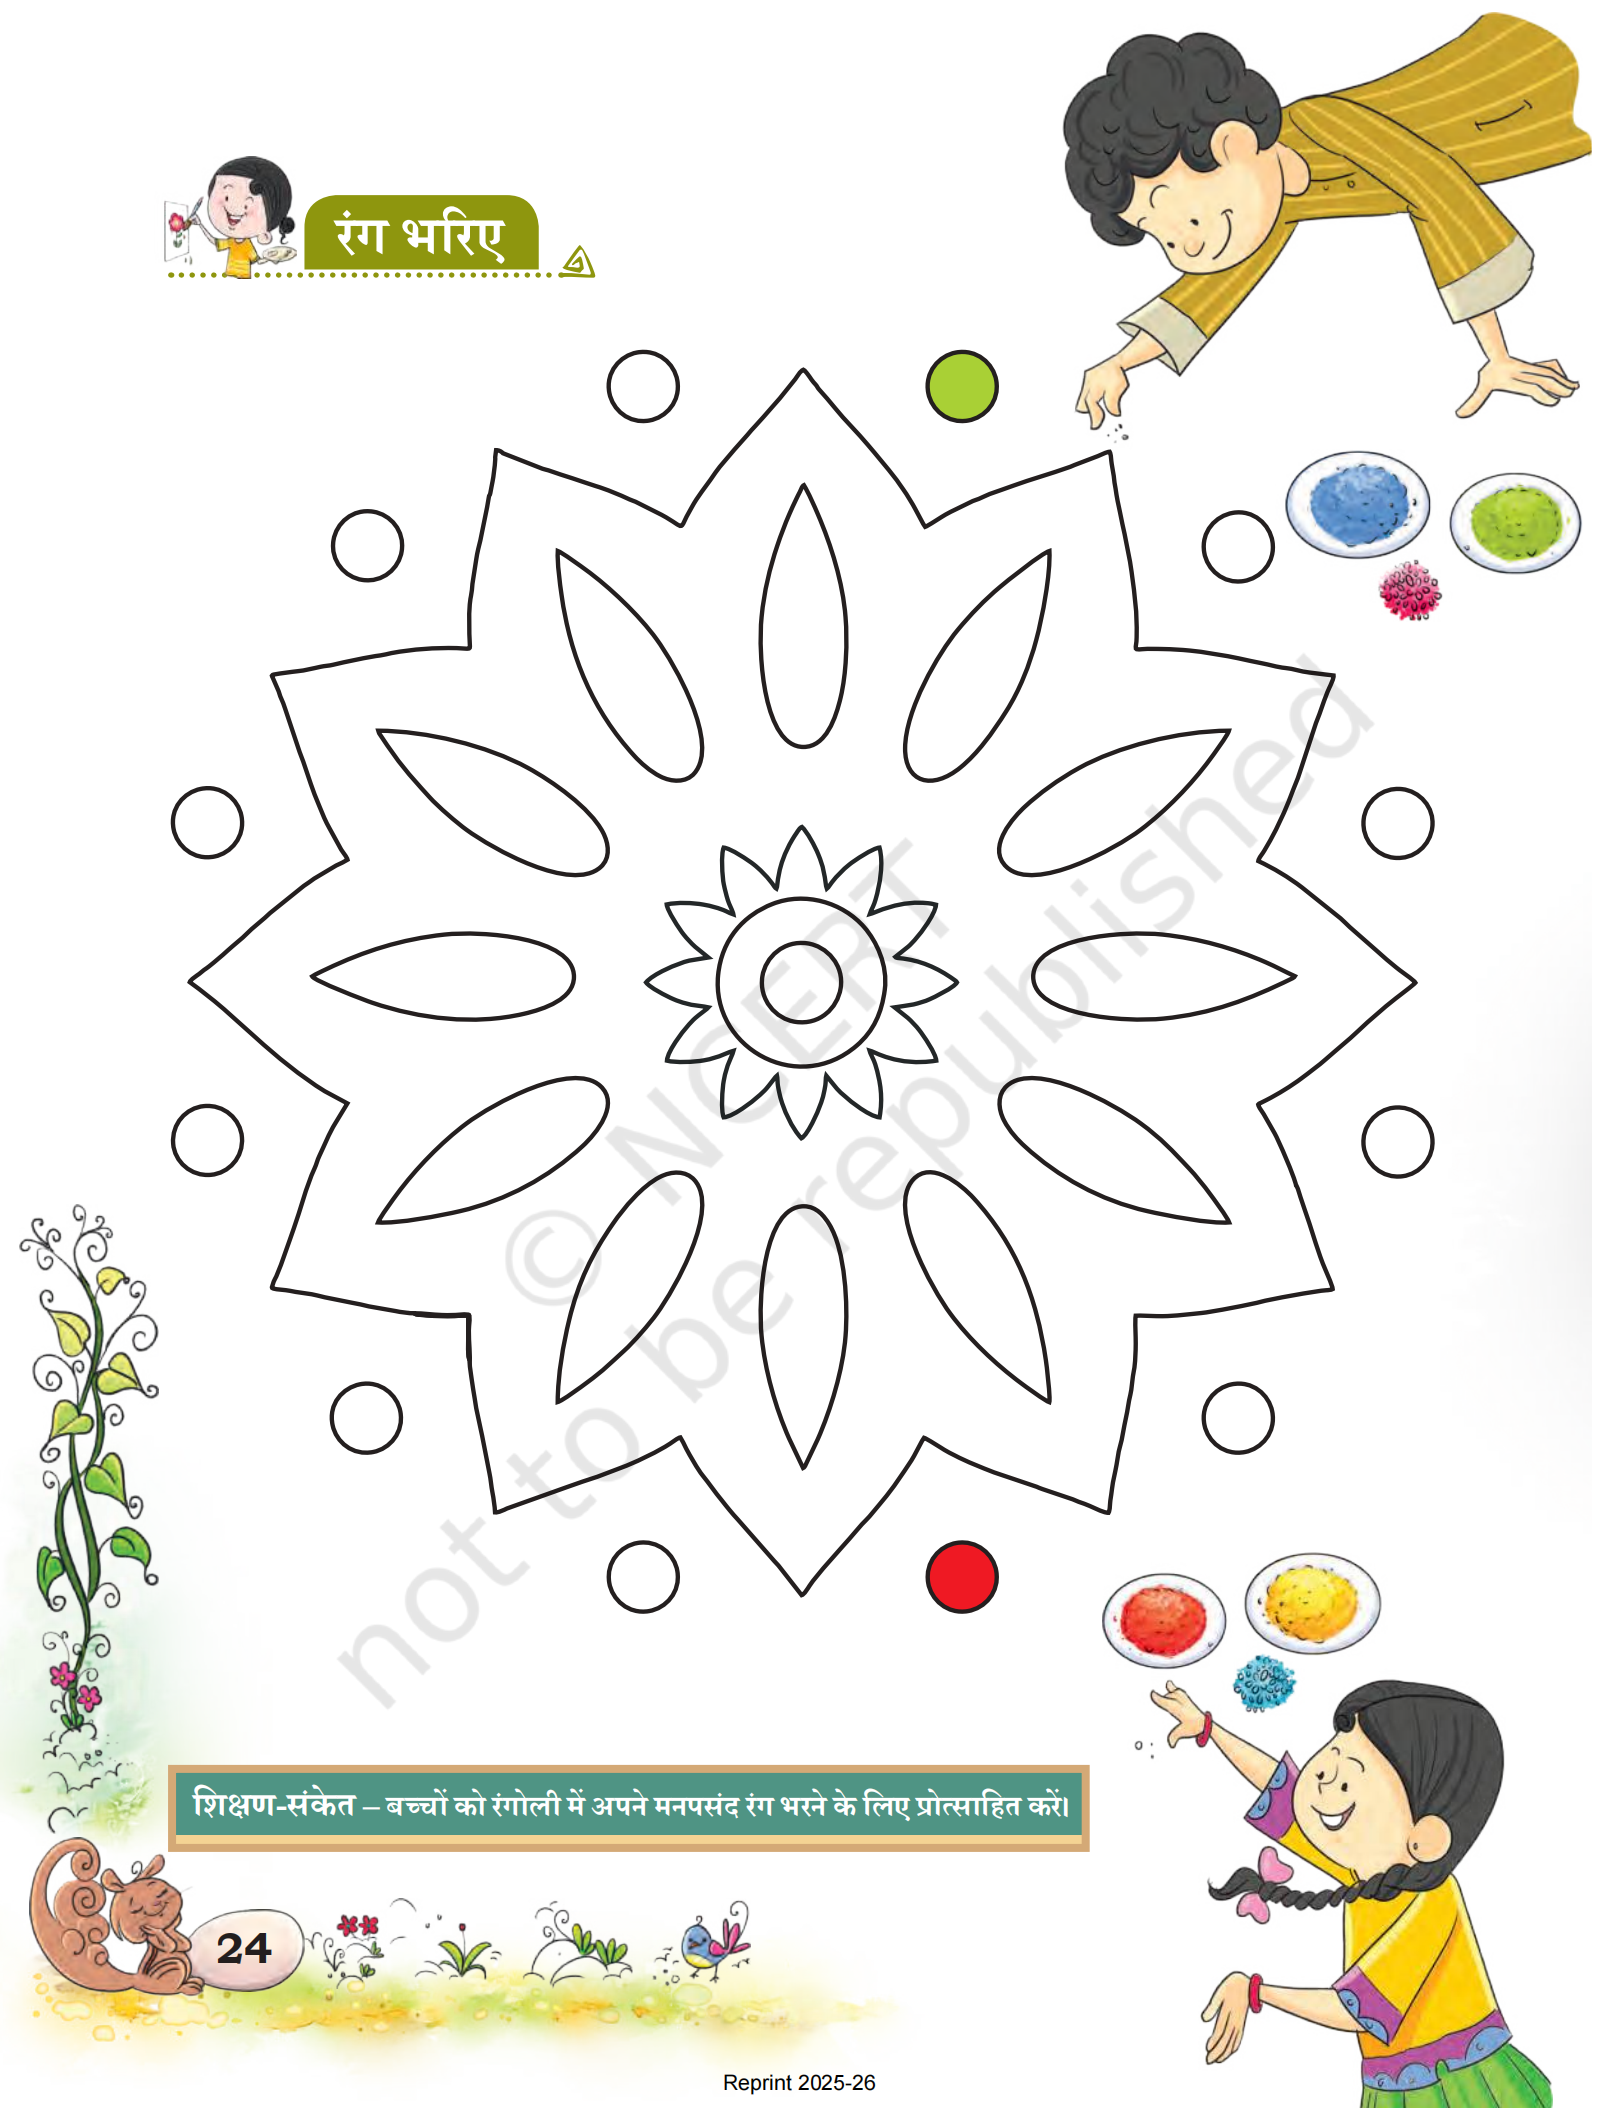 रंग भरिए
© NCERT
not to be republished
शिक्षण-संकेत – बच्चों को रंगोली में अपने मनपसंद रंग भरने के लिए प्रोत्साहित करें।
24
Reprint 2025-26